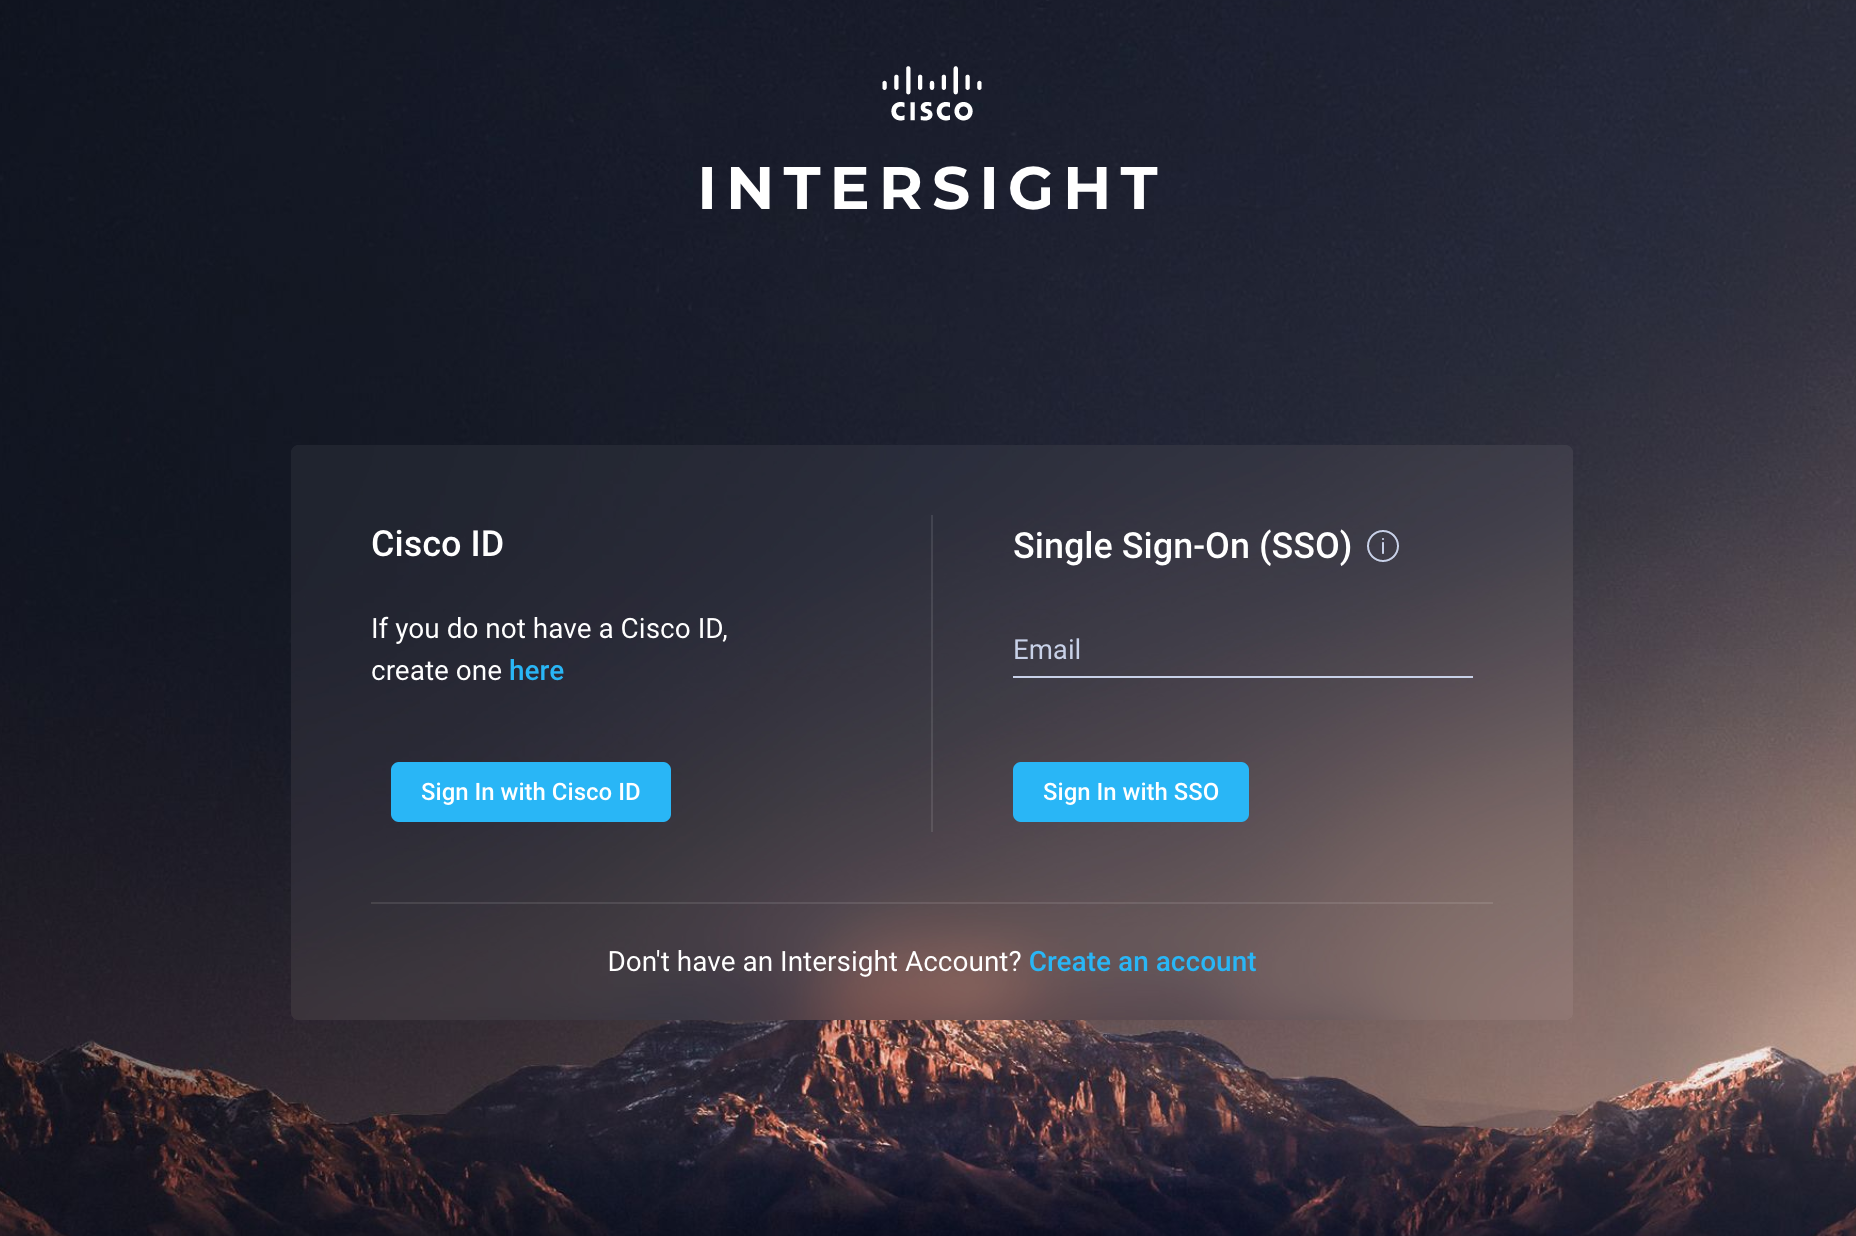 CISCO
INTERSIGHT
Cisco ID
If you do not have a Cisco ID,
create one here
Sign In with Cisco ID
Single Sign-On (SSO) i
Email
Sign In with SSO
Don't have an Intersight Account? Create an account